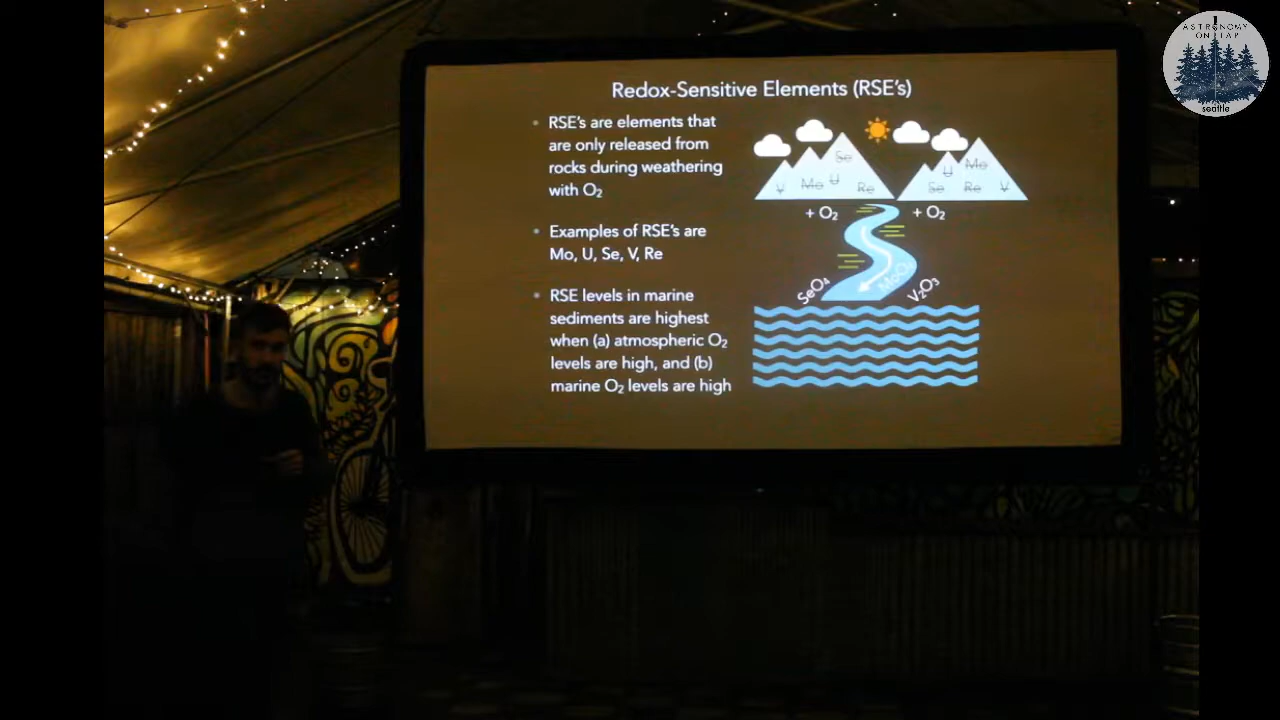 ASTRONOMY
ON TAP
seattle
Redox-Sensitive Elements (RSE's)
• RSE's are elements that
are only released from
rocks during weathering
with O₂
• Examples of RSE's are
Mo, U, Se, V, Re
• RSE levels in marine
sediments are highest
when (a) atmospheric O₂
levels are high, and (b)
marine O₂ levels are high
Se
V Mo U Re
Mo
U
Se Re V
+ O₂ + O₂
SeO₄
V₂O₃